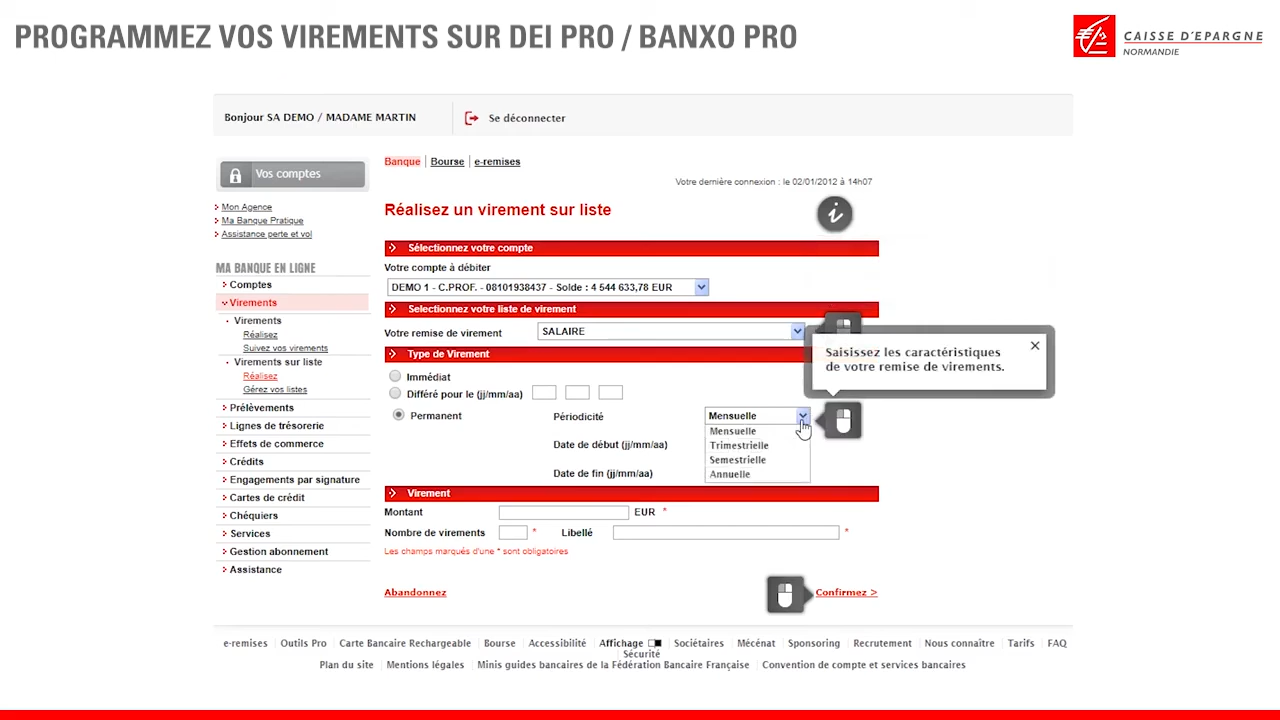 PROGRAMMEZ VOS VIREMENTS SUR DEI PRO / BANXO PRO
CAISSE D'EPARGNE
NORMANDIE
Bonjour SA DEMO / MADAME MARTIN
Se déconnecter
Vos comptes
Mon Agence
Ma Banque Pratique
Assistance perte et vol
MA BANQUE EN LIGNE
Comptes
Virements
Virements
Réalisez
Suivez vos virements
Virements sur liste
Réalisez
Gérez vos listes
Prélèvements
Lignes de trésorerie
Effets de commerce
Crédits
Engagements par signature
Cartes de crédit
Chéquiers
Services
Gestion abonnement
Assistance
Banque | Bourse | e-remises
Votre dernière connexion : le 02/01/2012 à 14h07
Réalisez un virement sur liste
i
Sélectionnez votre compte
Votre compte à débiter
DEMO 1 - C.PROF. - 08101938437 - Solde : 4 544 633,78 EUR
Selectionnez votre liste de virement
Votre remise de virement SALAIRE
Type de Virement
Saisissez les caractéristiques
de votre remise de virements.
Immédiat
Différé pour le (jj/mm/aa)
Permanent Périodicité Mensuelle
Mensuelle
Trimestrielle
Semestrielle
Annuelle
Date de début (jj/mm/aa)
Date de fin (jj/mm/aa)
Virement
Montant EUR *
Nombre de virements * Libellé *
Les champs marqués d'une * sont obligatoires
Abandonnez
Confirmez >
e-remises Outils Pro Carte Bancaire Rechargeable Bourse Accessibilité Affichage Sociétaires Mécénat Sponsoring Recrutement Nous connaître Tarifs FAQ
Sécurité
Plan du site Mentions légales Minis guides bancaires de la Fédération Bancaire Française Convention de compte et services bancaires